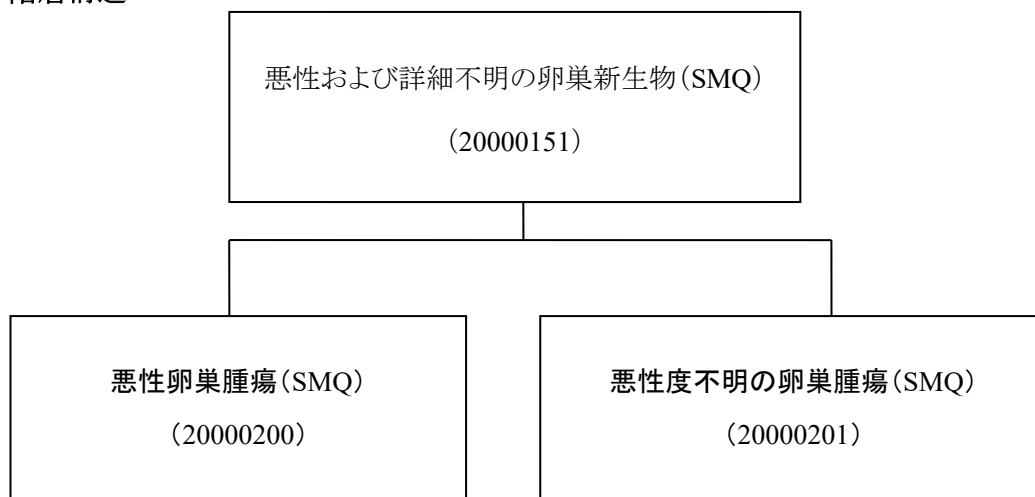 悪性および詳細不明の卵巣新生物(SMQ)
(20000151)
悪性卵巣腫瘍(SMQ)
(20000200)
悪性度不明の卵巣腫瘍(SMQ)
(20000201)